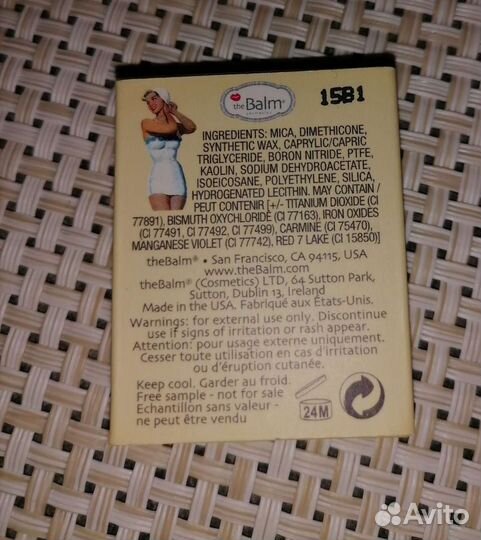 theBalm®
COSMETICS
15B1
INGREDIENTS: MICA, DIMETHICONE,
SYNTHETIC WAX, CAPRYLIC/CAPRIC
TRIGLYCERIDE, BORON NITRIDE, PTFE,
KAOLIN, SODIUM DEHYDROACETATE,
ISOEICOSANE, POLYETHYLENE, SILICA,
HYDROGENATED LECITHIN. MAY CONTAIN /
PEUT CONTENIR [+/- TITANIUM DIOXIDE (CI
77891), BISMUTH OXYCHLORIDE (CI 77163), IRON OXIDES
(CI 77491, CI 77492, CI 77499), CARMINE (CI 75470),
MANGANESE VIOLET (CI 77742), RED 7 LAKE (CI 15850)]
theBalm® • San Francisco, CA 94115, USA
www.theBalm.com
theBalm® (Cosmetics) LTD, 64 Sutton Park,
Sutton, Dublin 13, Ireland
Made in the USA. Fabriqué aux États-Unis.
Warnings: for external use only. Discontinue
use if signs of irritation or rash appear.
Attention: pour usage externe uniquement.
Cesser toute utilisation en cas d'irritation
ou d'éruption cutanée.
Keep cool. Garder au froid.
Free sample - not for sale
Echantillon sans valeur -
ne peut être vendu
24M
Avito